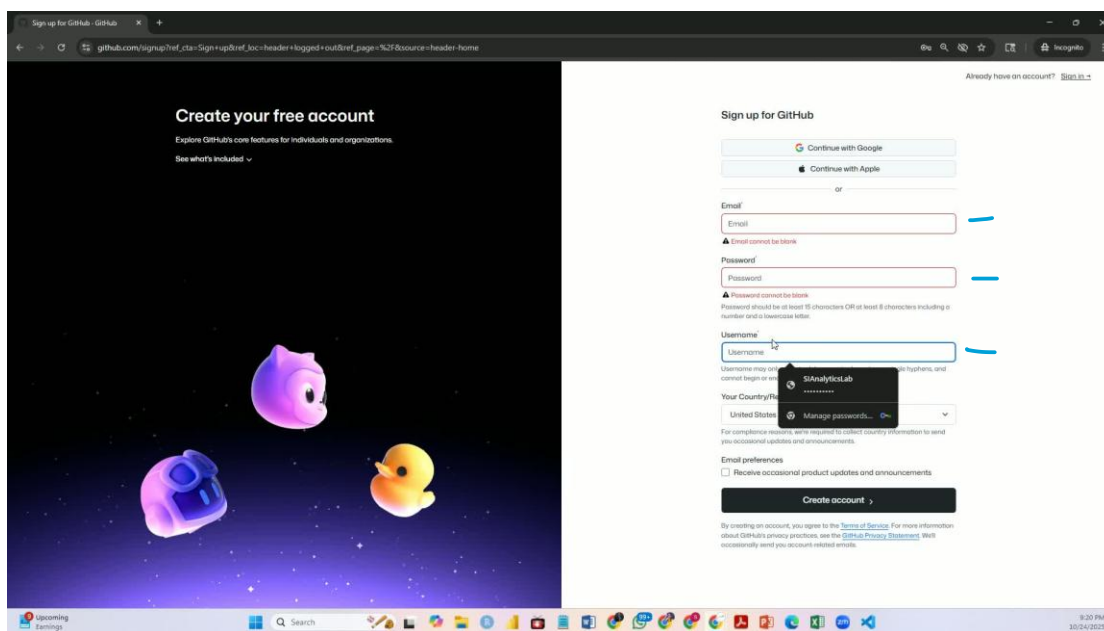 Sign up for GitHub · GitHub
github.com/signup?ref_cta=Sign+up&ref_loc=header+logged+out&ref_page=%2F&source=header-home
Incognito
Already have an account? Sign in →
Create your free account
Explore GitHub's core features for individuals and organizations.
See what's included
Sign up for GitHub
Continue with Google
Continue with Apple
or
Email*
Email
Email cannot be blank
Password*
Password
Password cannot be blank
Password should be at least 15 characters OR at least 8 characters including a
number and a lowercase letter.
Username*
Username
Username may only hyphens, and
cannot begin or
SIAnalyticsLab
••••••••••
Manage passwords...
Your Country/Re
United States
For compliance reasons, we're required to collect country information to send
you occasional updates and announcements.
Email preferences
Receive occasional product updates and announcements
Create account
By creating an account, you agree to the Terms of Service. For more information
about GitHub's privacy practices, see the GitHub Privacy Statement. We'll
occasionally send you account-related emails.
Upcoming
Earnings
Search
99+
zm
9:20 PM
10/24/2025